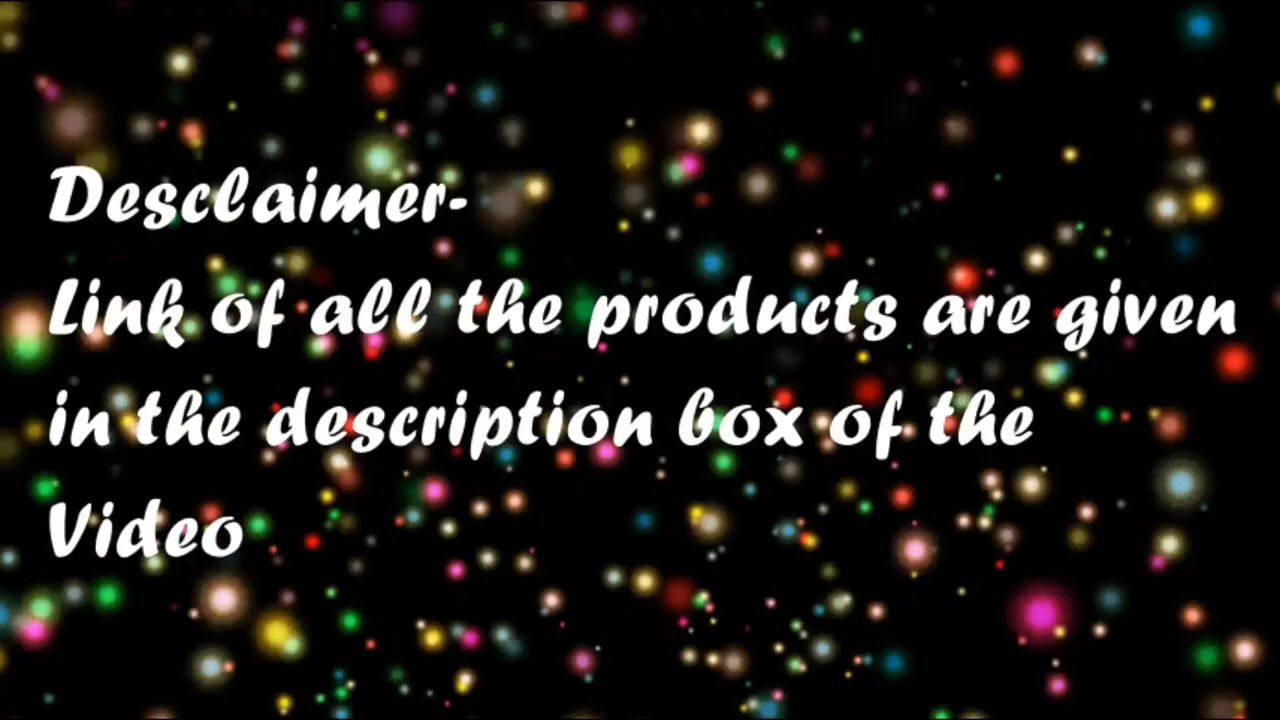 Desclaimer-
Link of all the products are given
in the description box of the
Video